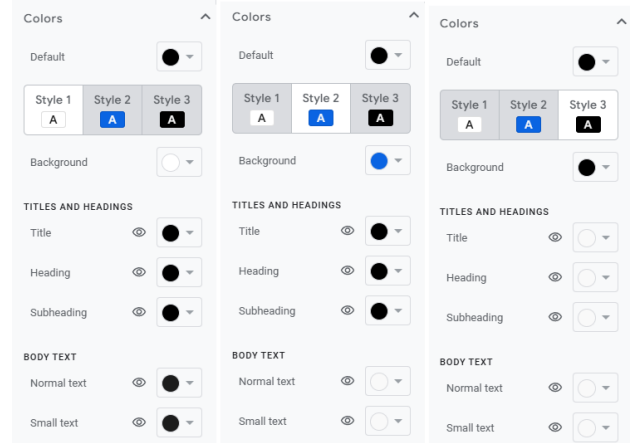 Colors
Default
Style 1 Style 2 Style 3
A A A
Background
TITLES AND HEADINGS
Title
Heading
Subheading
BODY TEXT
Normal text
Small text
Colors
Default
Style 1 Style 2 Style 3
A A A
Background
TITLES AND HEADINGS
Title
Heading
Subheading
BODY TEXT
Normal text
Small text
Colors
Default
Style 1 Style 2 Style 3
A A A
Background
TITLES AND HEADINGS
Title
Heading
Subheading
BODY TEXT
Normal text
Small text